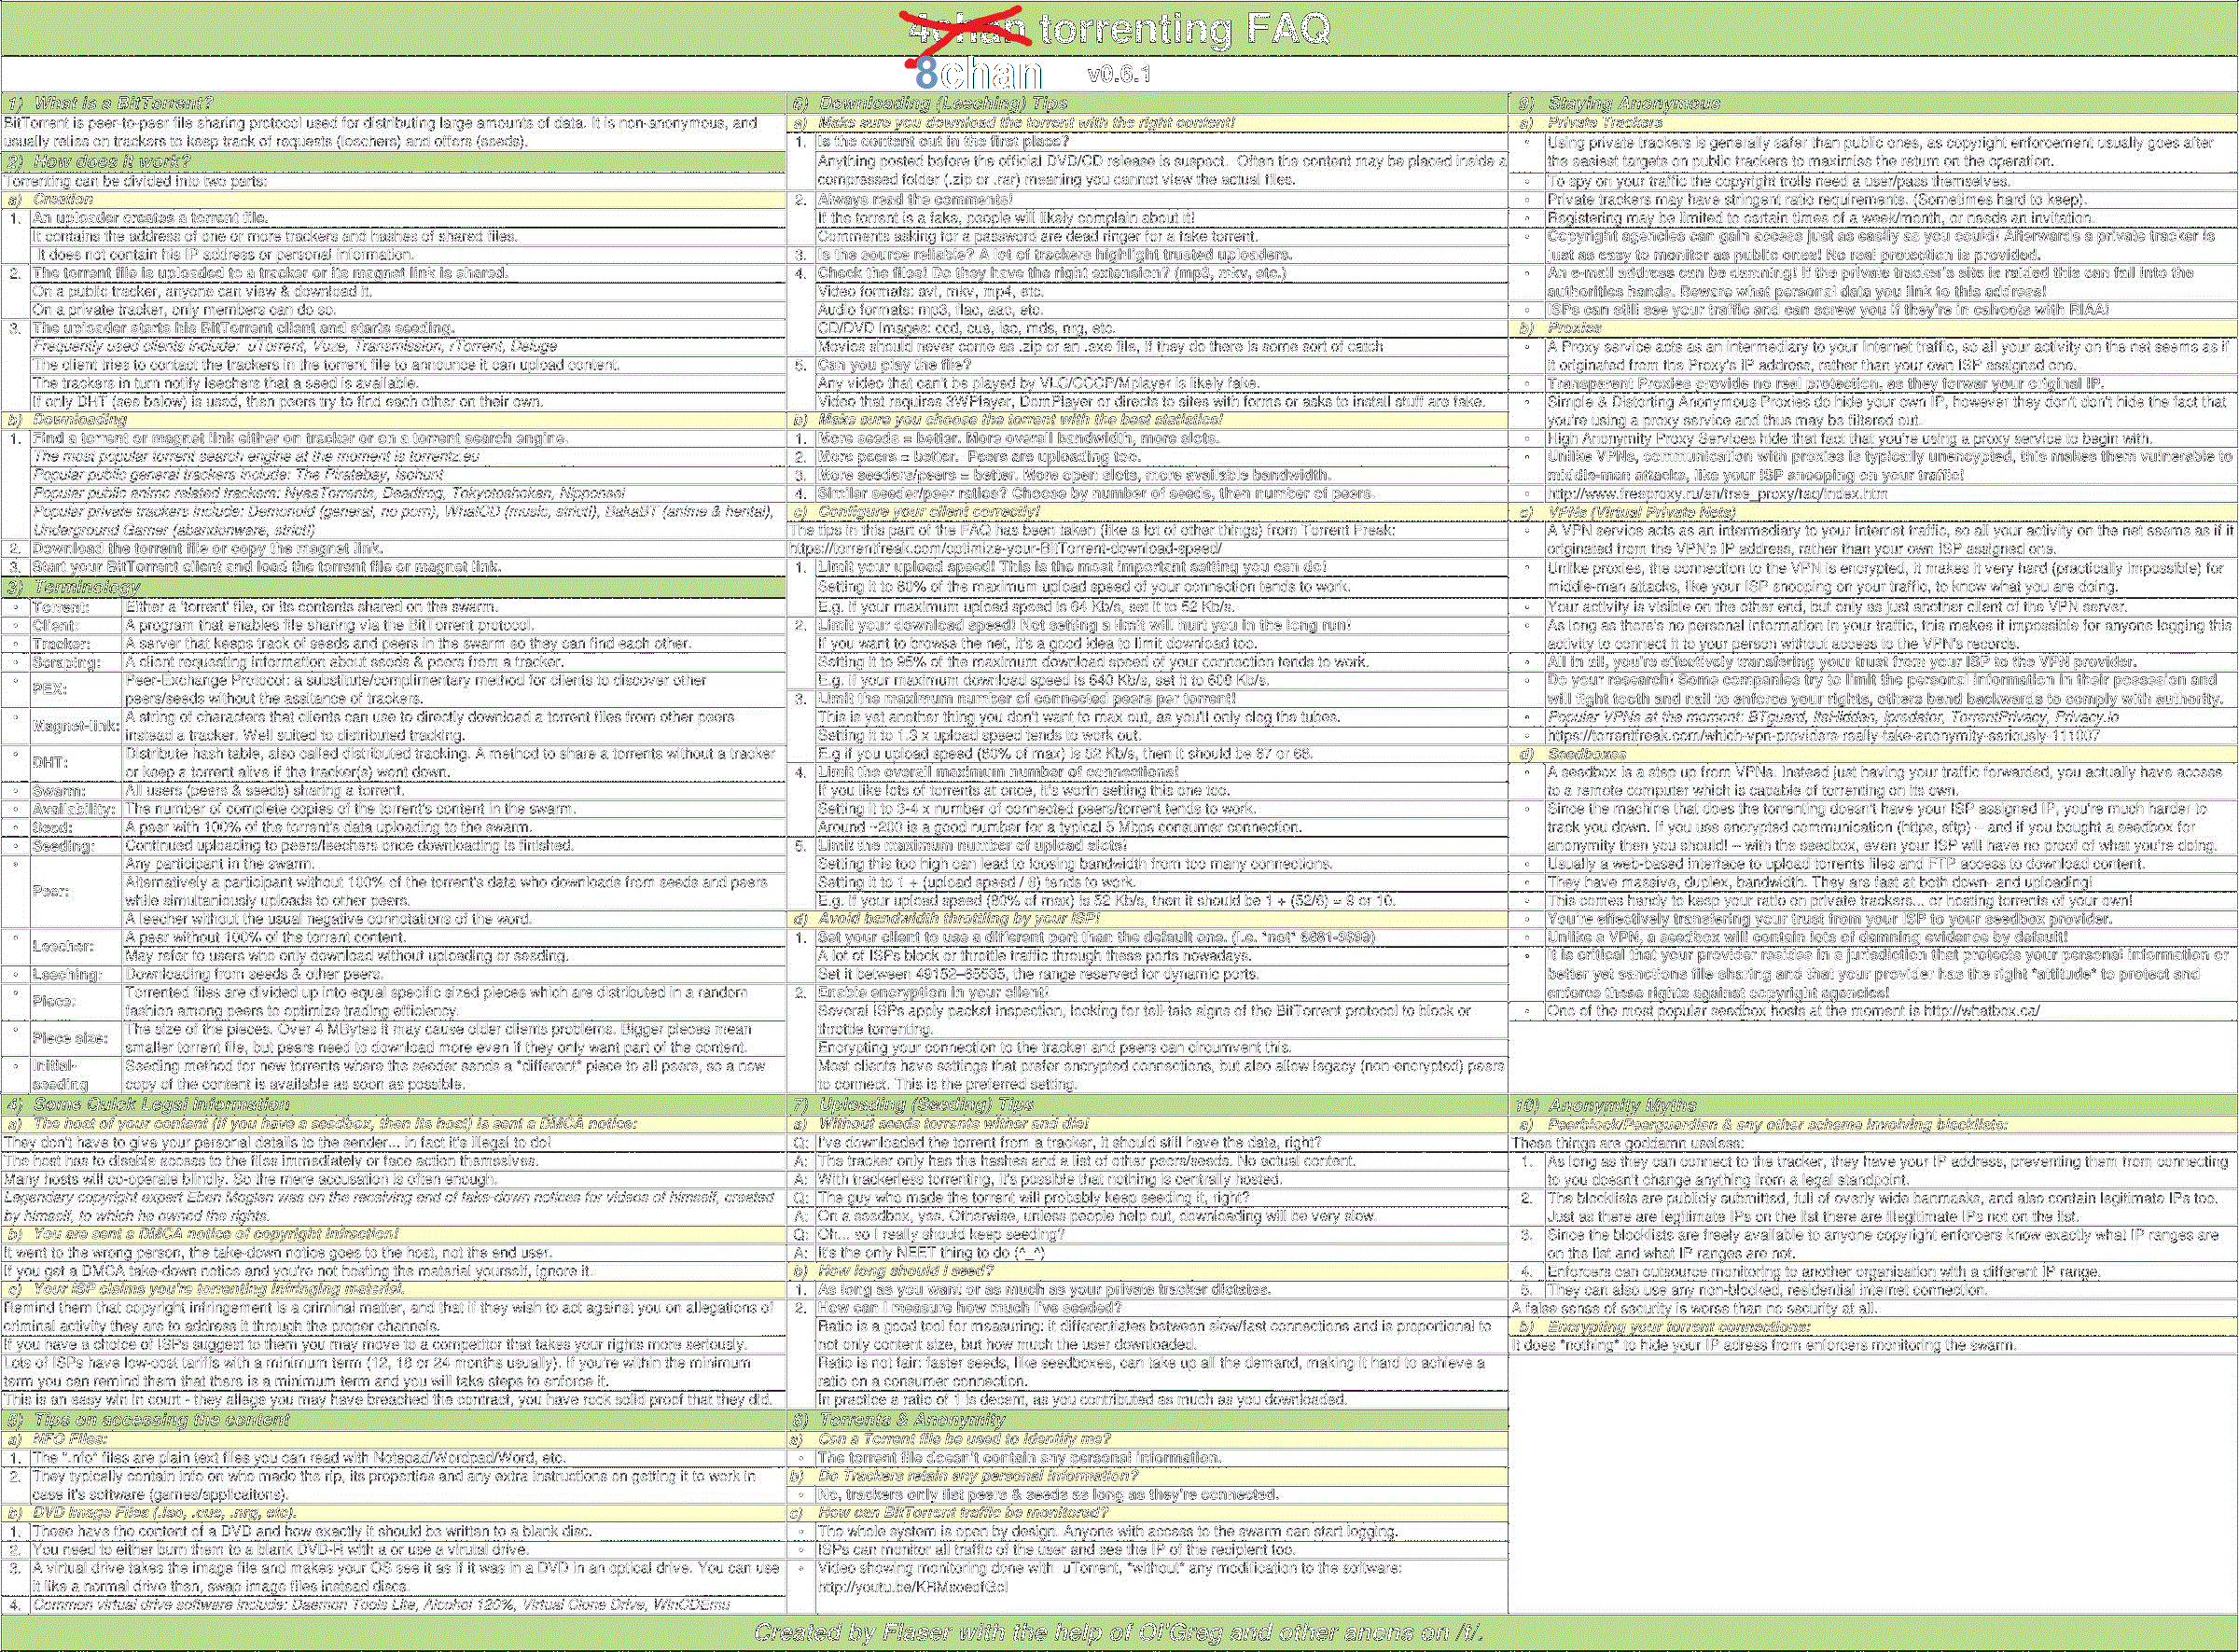 4chan torrenting FAQ
8chan v0.6.1
1) What is a BitTorrent?
BitTorrent is peer-to-peer file sharing protocol used for distributing large amounts of data. It is non-anonymous, and
usually relies on trackers to keep track of requests (leechers) and offers (seeds).
2) How does it work?
Torrenting can be divided into two parts:
a) Creation
1. An uploader creates a torrent file.
It contains the address of one or more trackers and hashes of shared files.
It does not contain his IP address or personal information.
2. The torrent file is uploaded to a tracker or its magnet link is shared.
On a public tracker, anyone can view & download it.
On a private tracker, only members can do so.
3. The uploader starts his BitTorrent client and starts seeding.
Frequently used clients include: uTorrent, Vuze, Transmission, rTorrent, Deluge
The client tries to contact the trackers in the torrent file to announce it can upload content.
The trackers in turn notify leechers that a seed is available.
If only DHT (see below) is used, then peers try to find each other on their own.
b) Downloading
1. Find a torrent or magnet link either on tracker or on a torrent search engine.
The most popular torrent search engine at the moment is torrentz.eu
Popular public general trackers include: The Piratebay, Isohunt
Popular public anime related trackers: NyaaTorrents, Deadfrog, Tokyotoshokan, Nipponsei
Popular private trackers include: Demonoid (general, no porn), WhatCD (music, strict!), BakaBT (anime & hentai),
Underground Gamer (abandonware, strict!)
2. Download the torrent file or copy the magnet link.
3. Start your BitTorrent client and load the torrent file or magnet link.
3) Terminology
◦ Torrent: Either a 'torrent' file, or its contents shared on the swarm.
◦ Client: A program that enables file sharing via the BitTorrent protocol.
◦ Tracker: A server that keeps track of seeds and peers in the swarm so they can find each other.
◦ Scraping: A client requesting information about seeds & peers from a tracker.
◦ PEX: Peer-Exchange Protocol: a substitute/complimentary method for clients to discover other
peers/seeds without the assitance of trackers.
◦ Magnet-link: A string of characters that clients can use to directly download a torrent files from other peers
instead a tracker. Well suited to distributed tracking.
◦ DHT: Distribute hash table, also called distributed tracking. A method to share a torrents without a tracker
or keep a torrent alive if the tracker(s) went down.
◦ Swarm: All users (peers & seeds) sharing a torrent.
◦ Availability: The number of complete copies of the torrent's content in the swarm.
◦ Seed: A peer with 100% of the torrent's data uploading to the swarm.
◦ Seeding: Continued uploading to peers/leechers once downloading is finished.
◦ Peer: Any participant in the swarm.
Alternatively a participant without 100% of the torrent's data who downloads from seeds and peers
while simultaniously uploads to other peers.
A leecher without the usual negative connotations of the word.
◦ Leecher: A peer without 100% of the torrent content.
May refer to users who only download without uploading or seeding.
◦ Leeching: Downloading from seeds & other peers.
◦ Piece: Torrented files are divided up into equal specific sized pieces which are distributed in a random
fashion among peers to optimize trading efficiency.
◦ Piece size: The size of the pieces. Over 4 MBytes it may cause older clients problems. Bigger pieces mean
smaller torrent file, but peers need to download more even if they only want part of the content.
◦ Initial-seeding Seeding method for new torrents where the seeder sends a *different* piece to all peers, so a new
copy of the content is available as soon as possible.
4) Some Quick Legal Information
a) The host of your content (if you have a seedbox, then its host) is sent a DMCA notice:
They don't have to give your personal details to the sender... in fact it's illegal to do!
The host has to disable access to the files immediately or face action themselves.
Many hosts will co-operate blindly. So the mere accusation is often enough.
Legendary copyright expert Eben Moglen was on the receiving end of take-down notices for videos of himself, created
by himself, to which he owned the rights.
b) You are sent a DMCA notice of copyright infraction!
It went to the wrong person, the take-down notice goes to the host, not the end user.
If you get a DMCA take-down notice and you're not hosting the material yourself, ignore it.
c) Your ISP claims you're torrenting infringing material.
Remind them that copyright infringement is a criminal matter, and that if they wish to act against you on allegations of
criminal activity they are to address it through the proper channels.
If you have a choice of ISPs suggest to them you may move to a competitor that takes your rights more seriously.
Lots of ISPs have low-cost tariffs with a minimum term (12, 18 or 24 months usually). If you're within the minimum
term you can remind them that there is a minimum term and you will take steps to enforce it.
This is an easy win in court - they allege you may have breached the contract, you have rock solid proof that they did.
5) Tips on accessing the content
a) NFO Files:
1. The *.nfo* files are plain text files you can read with Notepad/Wordpad/Word, etc.
2. They typically contain info on who made the rip, its properties and any extra instructions on getting it to work in
case it's software (games/applicaitons).
b) DVD Image Files (.iso, .cue, .nrg, etc).
1. These have the content of a DVD and how exactly it should be written to a blank disc.
2. You need to either burn them to a blank DVD-R with a or use a virutal drive.
3. A virtual drive takes the image file and makes your OS see it as if it was in a DVD in an optical drive. You can use
it like a normal drive then, swap image files instead discs.
4. Common virtual drive software include: Daemon Tools Lite, Alcohol 120%, Virtual Clone Drive, WinCDEmu
6) Downloading (Leeching) Tips
a) Make sure you download the torrent with the right content!
1. Is the content out in the first place?
Anything posted before the official DVD/CD release is suspect. Often the content may be placed inside a
compressed folder (.zip or .rar) meaning you cannot view the actual files.
2. Always read the comments!
If the torrent is a fake, people will likely complain about it!
Comments asking for a password are dead ringer for a fake torrent.
3. Is the source reliable? A lot of trackers highlight trusted uploaders.
4. Check the files! Do they have the right extension? (mp3, mkv, etc.)
Video formats: avi, mkv, mp4, etc.
Audio formats: mp3, flac, aac, etc.
CD/DVD Images: ccd, cue, iso, mds, nrg, etc.
Movies should never come as .zip or an .exe file, if they do there is some sort of catch
5. Can you play the file?
Any video that can't be played by VLC/CCCP/Mplayer is likely fake.
Video that requires 3WPlayer, DomPlayer or directs to sites with forms or asks to install stuff are fake.
b) Make sure you choose the torrent with the best statistics!
1. More seeds = better. More overall bandwidth, more slots.
2. More peers = better. Peers are uploading too.
3. More seeders/peers = better. More open slots, more available bandwidth.
4. Similar seeder/peer ratios? Choose by number of seeds, then number of peers.
c) Configure your client correctly!
The tips in this part of the FAQ has been taken (like a lot of other things) from Torrent Freak:
https://torrentfreak.com/optimize-your-BitTorrent-download-speed/
1. Limit your upload speed! This is the most important setting you can do!
Setting it to 80% of the maximum upload speed of your connection tends to work.
E.g. if your maximum upload speed is 64 Kb/s, set it to 52 Kb/s.
2. Limit your download speed! Not setting a limit will hurt you in the long run!
If you want to browse the net, it's a good idea to limit download too.
Setting it to 95% of the maximum download speed of your connection tends to work.
E.g. if your maximum download speed is 640 Kb/s, set it to 608 Kb/s.
3. Limit the maximum number of connected peers per torrent!
This is yet another thing you don't want to max out, as you'll only clog the tubes.
Setting it to 1.3 x upload speed tends to work out.
E.g if you upload speed (80% of max) is 52 Kb/s, then it should be 67 or 68.
4. Limit the overall maximum number of connections!
If you like lots of torrents at once, it's worth setting this one too.
Setting it to 3-4 x number of connected peers/torrent tends to work.
Around ~200 is a good number for a typical 5 Mbps consumer connection.
5. Limit the maximum number of upload slots!
Setting this too high can lead to loosing bandwidth from too many connections.
Setting it to 1 + (upload speed / 6) tends to work.
E.g. if your upload speed (80% of max) is 52 Kb/s, then it should be 1 + (52/6) = 9 or 10.
d) Avoid bandwidth throttling by your ISP!
1. Set your client to use a different port than the default one. (i.e. *not* 6881-6999)
A lot of ISPs block or throttle traffic through these ports nowadays.
Set it between 49152–65535, the range reserved for dynamic ports.
2. Enable encryption in your client!
Several ISPs apply packet inspection, looking for tell-tale signs of the BitTorrent protocol to block or
throttle torrenting.
Encrypting your connection to the tracker and peers can circumvent this.
Most clients have settings that prefer encrypted connections, but also allow legacy (non-encrypted) peers
to connect. This is the preferred setting.
7) Uploading (Seeding) Tips
a) Without seeds torrents wither and die!
Q: I've downloaded the torrent from a tracker, it should still have the data, right?
A: The tracker only has the hashes and a list of other peers/seeds. No actual content.
A: With trackerless torrenting, it's possible that nothing is centrally hosted.
Q: The guy who made the torrent will probably keep seeding it, right?
A: On a seedbox, yes. Otherwise, unless people help out, downloading will be very slow.
Q: Oh... so I really should keep seeding?
A: It's the only NEET thing to do (^_^)
b) How long should I seed?
1. As long as you want or as much as your private tracker dictates.
2. How can I measure how much I've seeded?
Ratio is a good tool for measuring: it differentiates between slow/fast connections and is proportional to
not only content size, but how much the user downloaded.
Ratio is not fair: faster seeds, like seedboxes, can take up all the demand, making it hard to achieve a
ratio on a consumer connection.
In practice a ratio of 1 is decent, as you contributed as much as you downloaded.
8) Torrents & Anonymity
a) Can a Torrent file be used to identify me?
◦ The torrent file doesn't contain any personal information.
b) Do Trackers retain any personal information?
◦ No, trackers only list peers & seeds as long as they're connected.
c) How can BitTorrent traffic be monitored?
◦ The whole system is open by design. Anyone with access to the swarm can start logging.
◦ ISPs can monitor all traffic of the user and see the IP of the recipient too.
◦ Video showing monitoring done with uTorrent, *without* any modification to the software:
9) Staying Anonymous
a) Private Trackers
◦ Using private trackers is generally safer than public ones, as copyright enforcement usually goes after
the easiest targets on public trackers to maximise the return on the operation.
◦ To spy on your traffic the copyright trolls need a user/pass themselves.
◦ Private trackers may have stringent ratio requirements. (Sometimes hard to keep).
◦ Registering may be limited to certain times of a week/month, or needs an invitation.
◦ Copyright agencies can gain access just as easily as you could! Afterwards a private tracker is
just as easy to monitor as public ones! No real protection is provided.
◦ An e-mail address can be damning! If the private tracker's site is raided this can fall into the
authorities hands. Beware what personal data you link to this address!
◦ ISPs can still see your traffic and can screw you if they're in cahoots with RIAA!
b) Proxies
◦ A Proxy service acts as an intermediary to your Internet traffic, so all your activity on the net seems as if
it originated from the Proxy's IP address, rather than your own ISP assigned one.
◦ Transparent Proxies provide no real protection, as they forwar your original IP.
◦ Simple & Distorting Anonymous Proxies do hide your own IP, however they don't don't hide the fact that
you're using a proxy service and thus may be filtered out.
◦ High Anonymity Proxy Services hide that fact that you're using a proxy service to begin with.
◦ Unlike VPNs, communication with proxies is typically unencrypted, this makes them vulnerable to
middle-man attacks, like your ISP snooping on your traffic!
◦ http://www.freeproxy.ru/en/free_proxy/faq/index.htm
c) VPNs (Virtual Private Nets)
◦ A VPN service acts as an intermediary to your Internet traffic, so all your activity on the net seems as if it
originated from the VPN's IP address, rather than your own ISP assigned one.
◦ Unlike proxies, the connection to the VPN is encrypted, it makes it very hard (practically impossible) for
middle-man attacks, like your ISP snooping on your traffic, to know what you are doing.
◦ Your activity is visible on the other end, but only as just another client of the VPN server.
◦ As long as there's no personal information in your traffic, this makes it impossible for anyone logging this
activity to connect it to your person without access to the VPN's records.
◦ All in all, you're effectively transfering your trust from your ISP to the VPN provider.
◦ Do your research! Some companies try to limit the personal information in their possesion and
will fight tooth and nail to enforce your rights, others bend backwards to comply with authority.
◦ Popular VPNs at the moment: BTguard, ItsHidden, Ipredator, TorrentPrivacy, Privacy.io
◦ https://torrentfreak.com/which-vpn-providers-really-take-anonymity-seriously-111007
d) Seedboxes
◦ A seedbox is a step up from VPNs. Instead just having your traffic forwarded, you actually have access
to a remote computer which is capable of torrenting on its own.
◦ Since the machine that does the torrenting doesn't have your ISP assigned IP, you're much harder to
track you down. If you use encrypted communication (https, sftp) – and if you bought a seedbox for
anonymity then you should! – with the seedbox, even your ISP will have no proof of what you're doing.
◦ Usually a web-based interface to upload torrents files and FTP access to download content.
◦ They have massive, duplex, bandwidth. They are fast at both down- and uploading!
◦ This comes handy to keep your ratio on private trackers... or hosting torrents of your own!
◦ You're effectively transfering your trust from your ISP to your seedbox provider.
◦ Unlike a VPN, a seedbox will contain lots of damning evidence by default!
◦ It is critical that your provider resides in a jurisdiction that protects your personal information or
better yet sanctions file sharing and that your provider has the right *attitude* to protect and
enforce these rights against copyright agencies!
◦ One of the most popular seedbox hosts at the moment is http://whatbox.ca/
10) Anonymity Myths
a) Peerblock/Peerguardian & any other scheme involving blocklists:
These things are goddamn useless:
1. As long as they can connect to the tracker, they have your IP address, preventing them from connecting
to you doesn't change anything from a legal standpoint.
2. The blocklists are publicly submitted, full of overly wide banmasks, and also contain legitimate IPs too.
Just as there are legitimate IPs on the list there are illegitimate IPs not on the list.
3. Since the blocklists are freely available to anyone copyright enforcers know exactly what IP ranges are
on the list and what IP ranges are not.
4. Enforcers can outsource monitoring to another organisation with a different IP range.
5. They can also use any non-blocked, residential internet connection.
A false sense of security is worse than no security at all.
b) Encrypting your torrent connections:
It does *nothing* to hide your IP adress from enforcers monitoring the swarm.
Created by Flaser with the help of Ol'Greg and other anons on /t/.